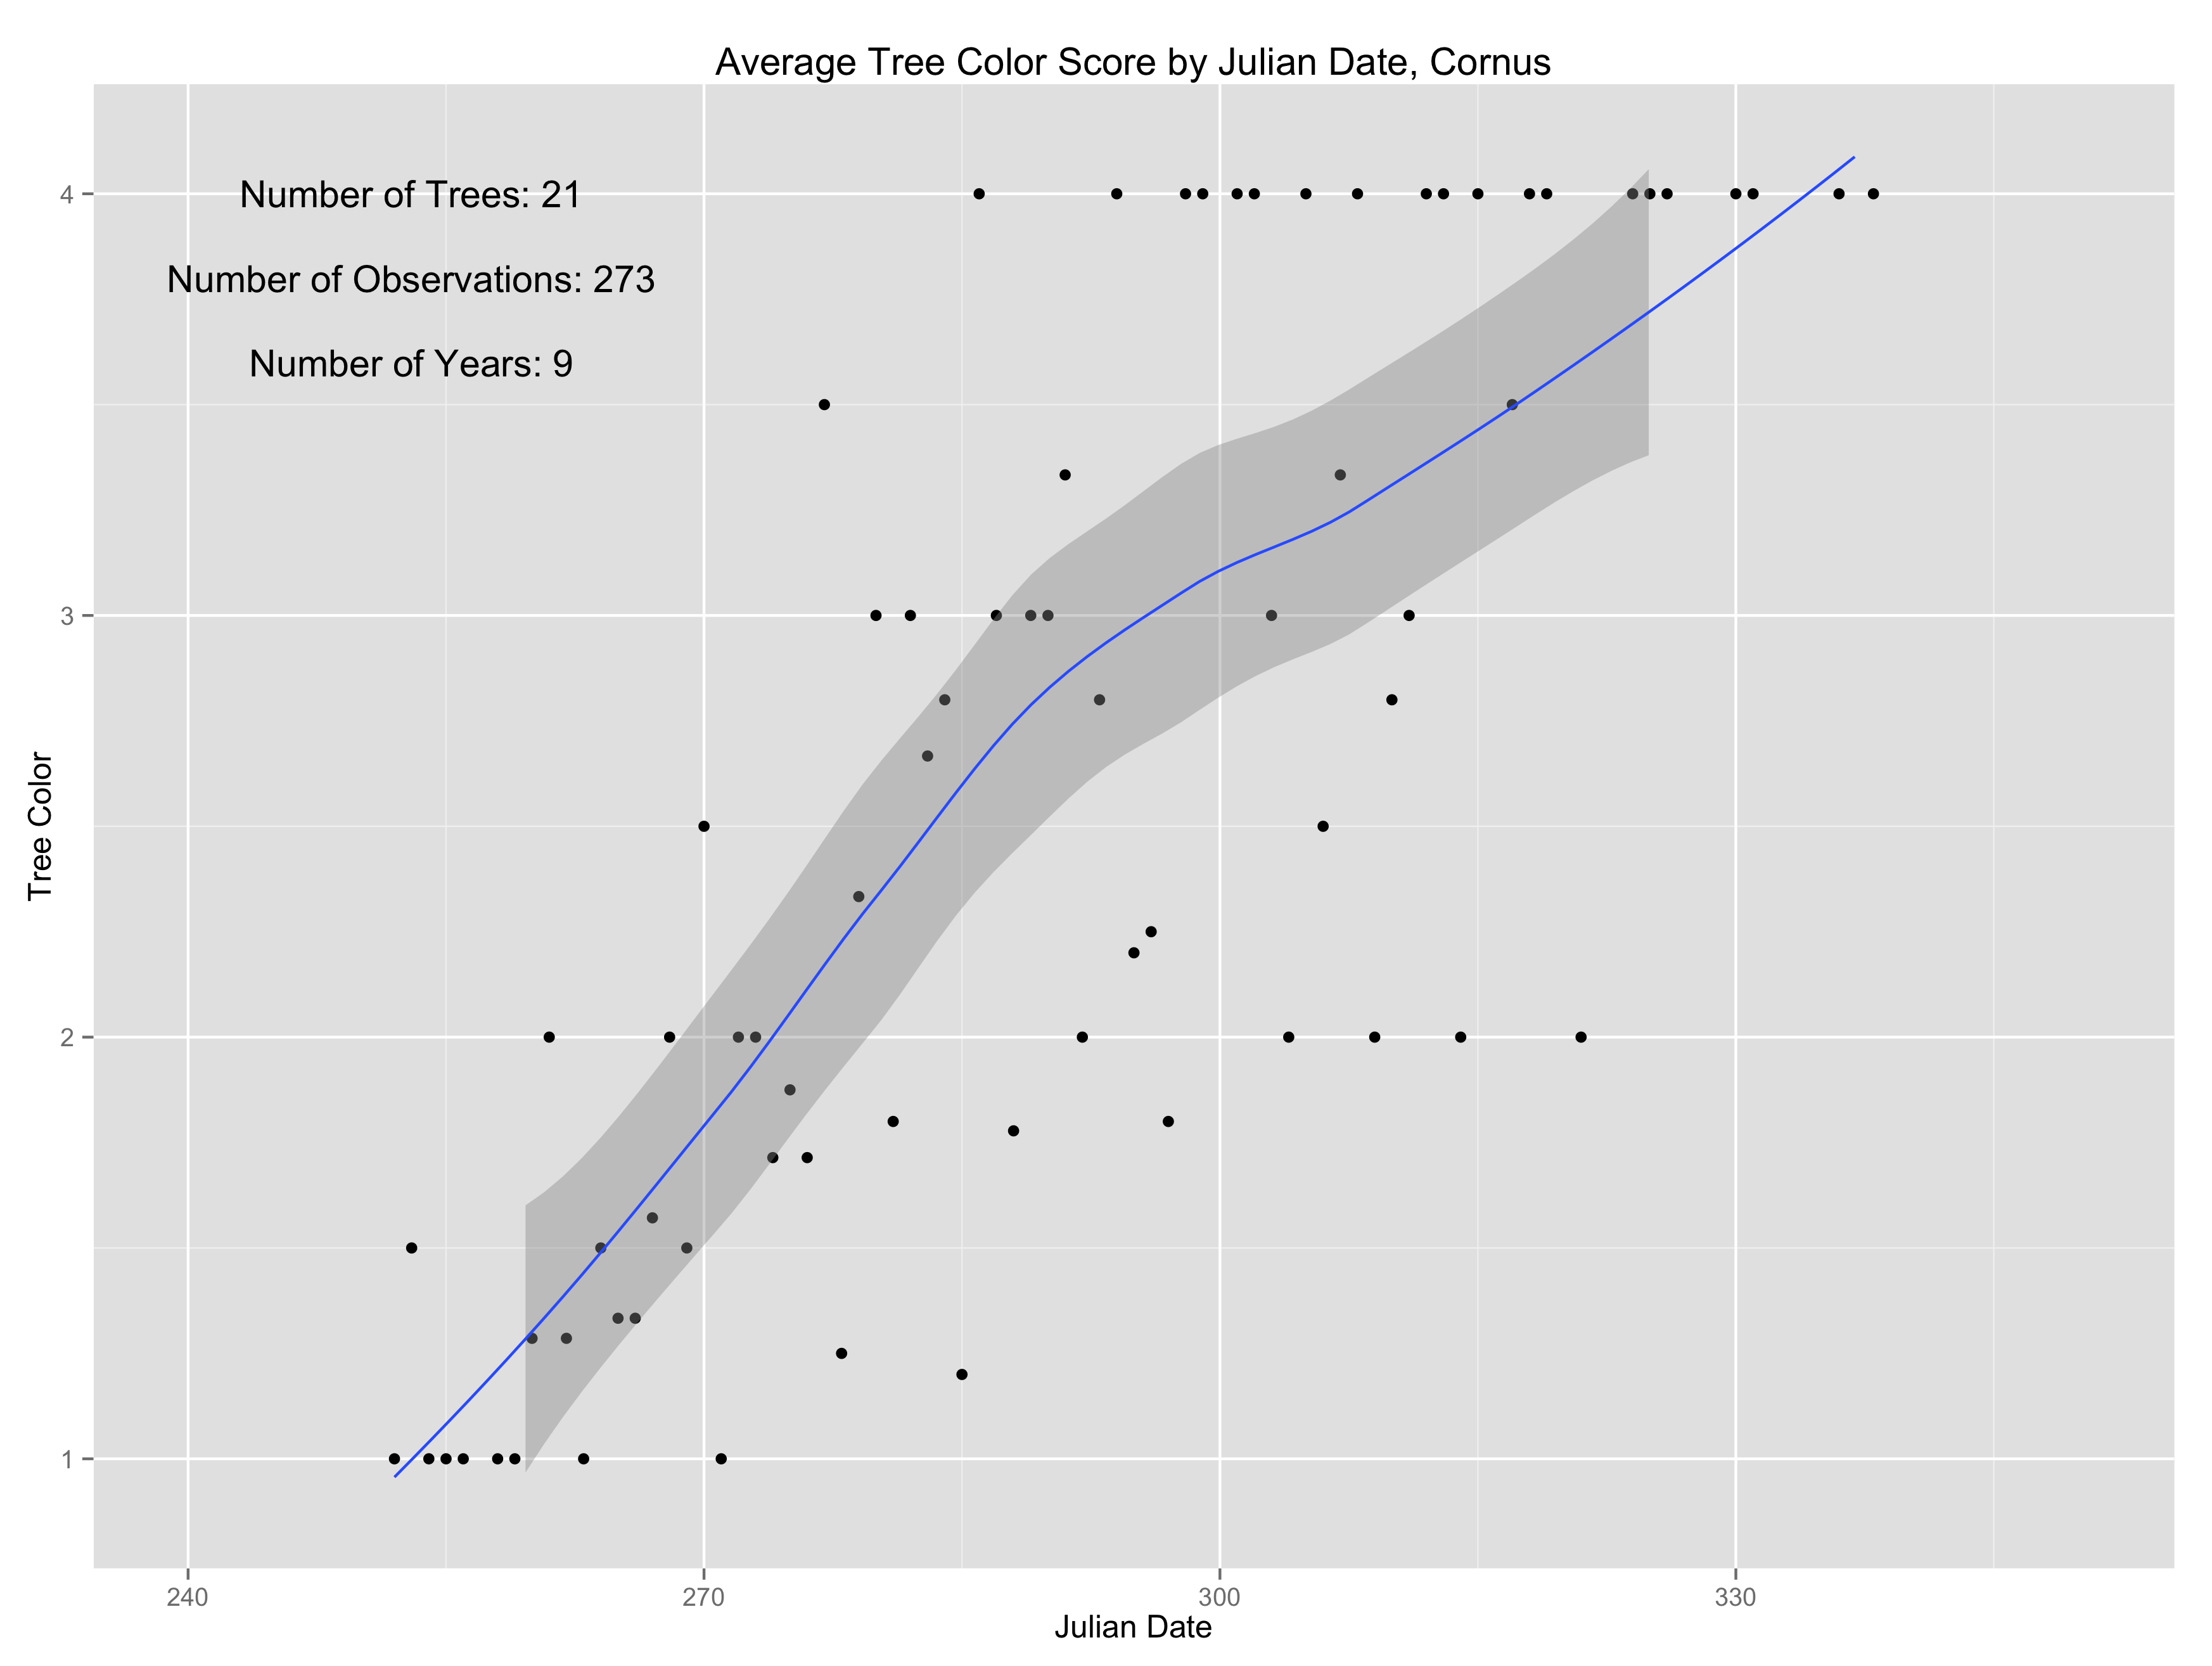 Average Tree Color Score by Julian Date, Cornus
Number of Trees: 21
Number of Observations: 273
Number of Years: 9
Tree Color
4
3
2
1
240 270 300 330
Julian Date